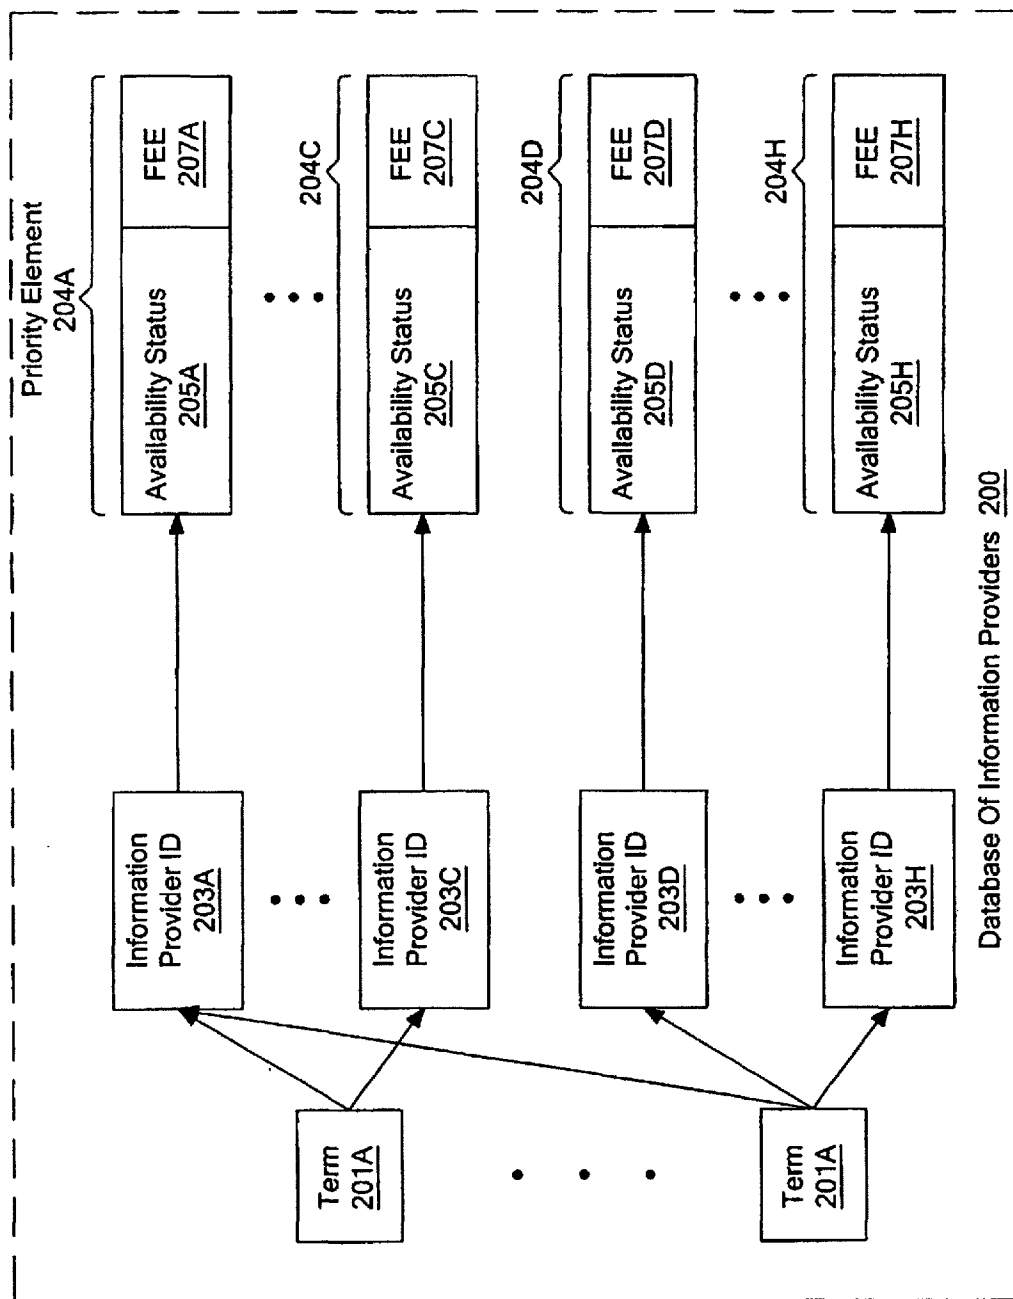 Priority Element
204A
Term
201A
Information
Provider ID
203A
Availability Status
205A
FEE
207A
204C
Information
Provider ID
203C
Availability Status
205C
FEE
207C
204D
Information
Provider ID
203D
Availability Status
205D
FEE
207D
204H
Term
201A
Information
Provider ID
203H
Availability Status
205H
FEE
207H
Database Of Information Providers 200